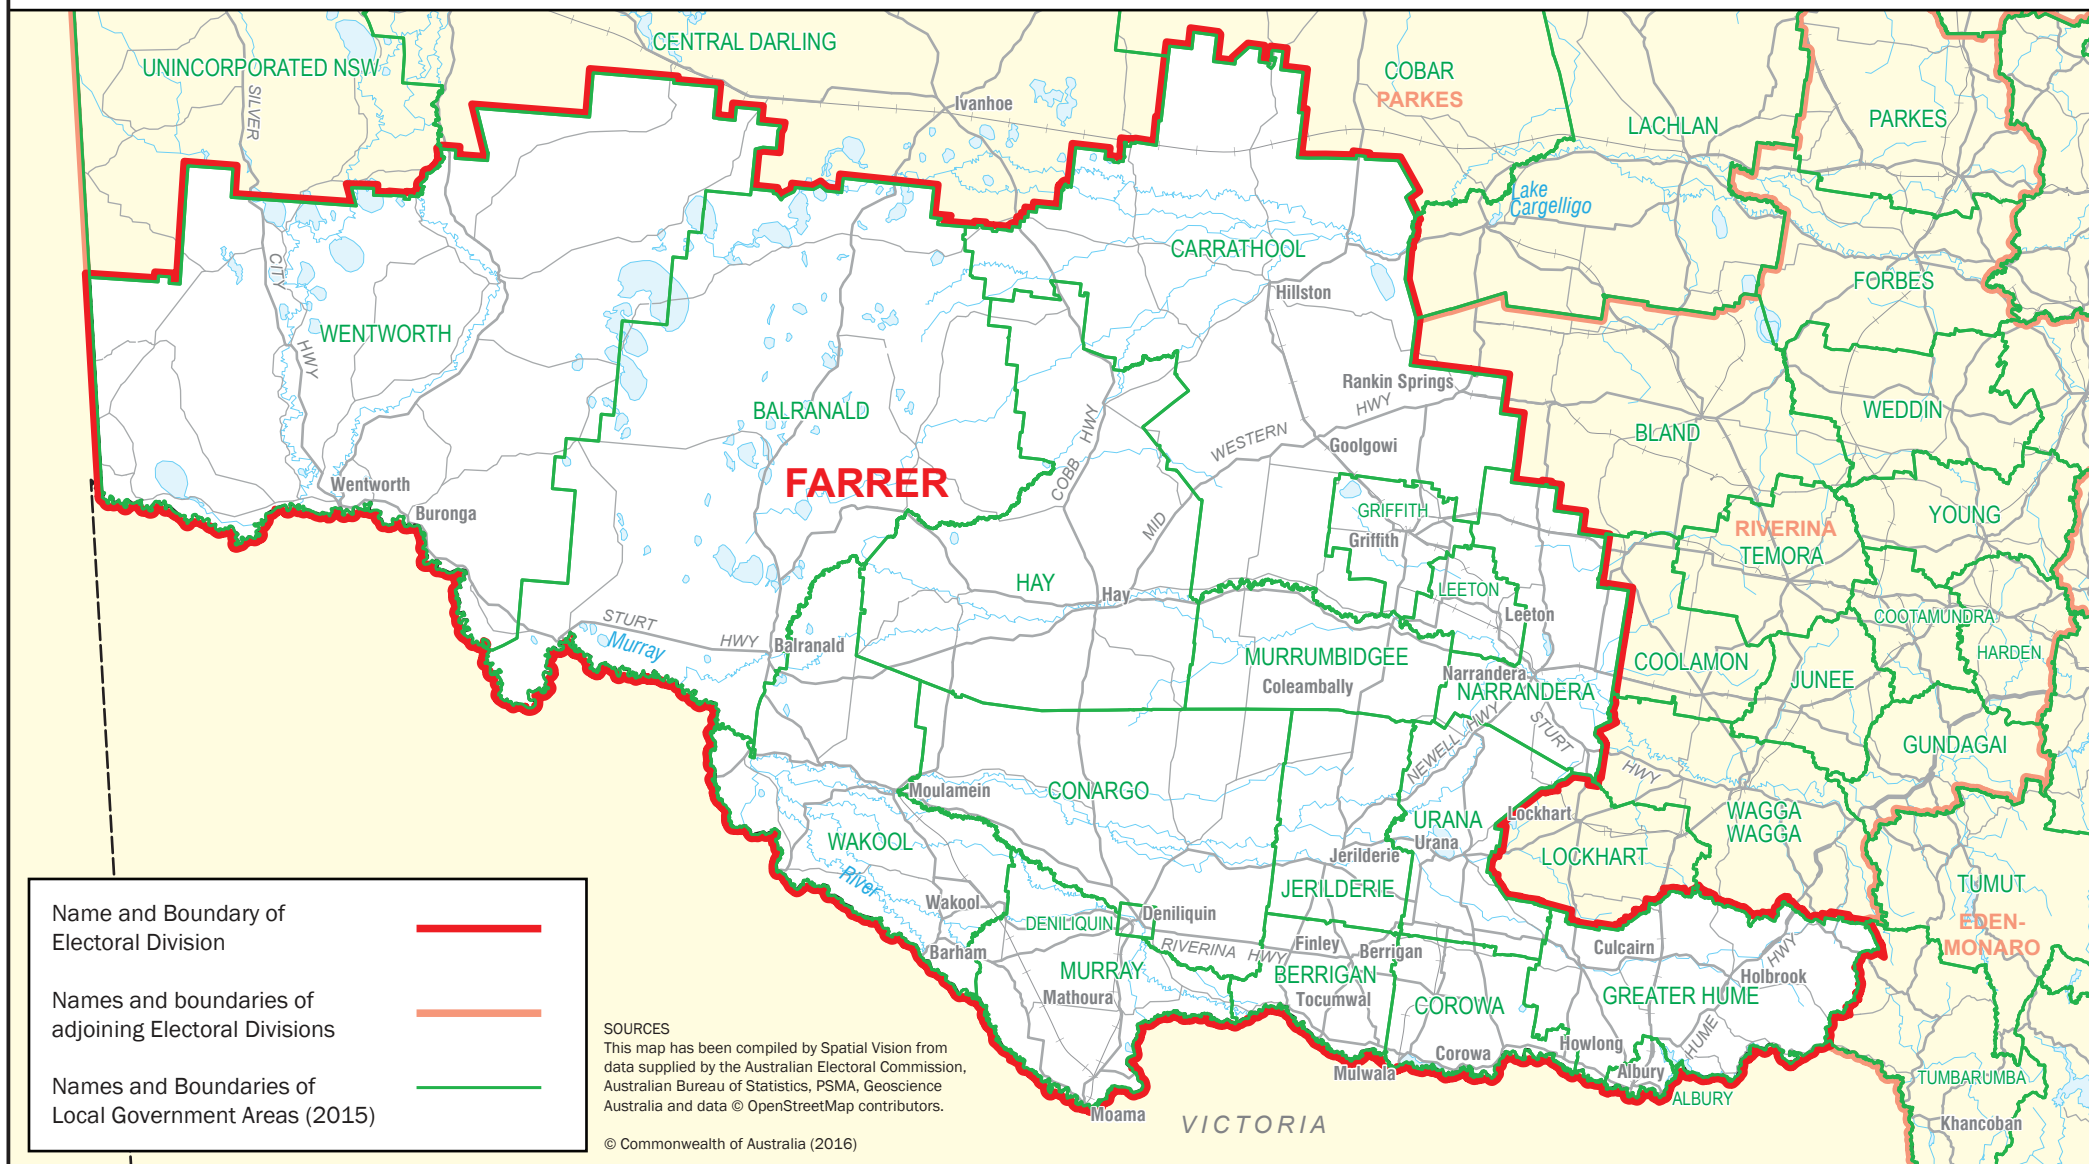 UNINCORPORATED NSW
CENTRAL DARLING
COBAR
PARKES
LACHLAN
PARKES
SILVER
Ivanhoe
Lake
Cargelligo
CARRATHOOL
Hillston
FORBES
CITY
HWY
WENTWORTH
BALRANALD
FARRER
COBB
HWY
MID
WESTERN
HWY
Rankin Springs
Goolgowi
BLAND
WEDDIN
Wentworth
Buronga
GRIFFITH
Griffith
RIVERINA
TEMORA
YOUNG
HAY
Hay
LEETON
Leeton
COOTAMUNDRA
HARDEN
STURT
HWY
Murray
Balranald
MURRUMBIDGEE
Coleambally
Narrandera
NARRANDERA
COOLAMON
JUNEE
NEWELL HWY
STURT
HWY
GUNDAGAI
Moulamein
CONARGO
URANA
Urana
Lockhart
LOCKHART
WAGGA
WAGGA
WAKOOL
River
Wakool
Jerilderie
JERILDERIE
TUMUT
DENILIQUIN
Deniliquin
RIVERINA HWY
Finley
Berrigan
BERRIGAN
Tocumwal
Barham
MURRAY
Mathoura
Culcairn
HWY
Holbrook
GREATER HUME
HUME
EDEN-
MONARO
COROWA
Corowa
Howlong
Albury
ALBURY
Mulwala
Moama
VICTORIA
TUMBARUMBA
Khancoban
Name and Boundary of
Electoral Division
Names and boundaries of
adjoining Electoral Divisions
Names and Boundaries of
Local Government Areas (2015)
SOURCES
This map has been compiled by Spatial Vision from
data supplied by the Australian Electoral Commission,
Australian Bureau of Statistics, PSMA, Geoscience
Australia and data © OpenStreetMap contributors.
© Commonwealth of Australia (2016)